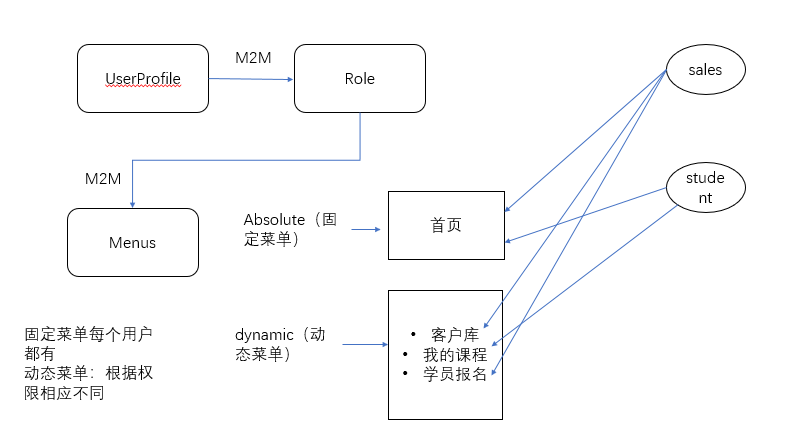 UserProfile
M2M
Role
sales
M2M
Menus
stude
nt
Absolute（固
定菜单）
首页
固定菜单每个用户
都有
动态菜单：根据权
限相应不同
dynamic（动
态菜单）
• 客户库
• 我的课程
• 学员报名